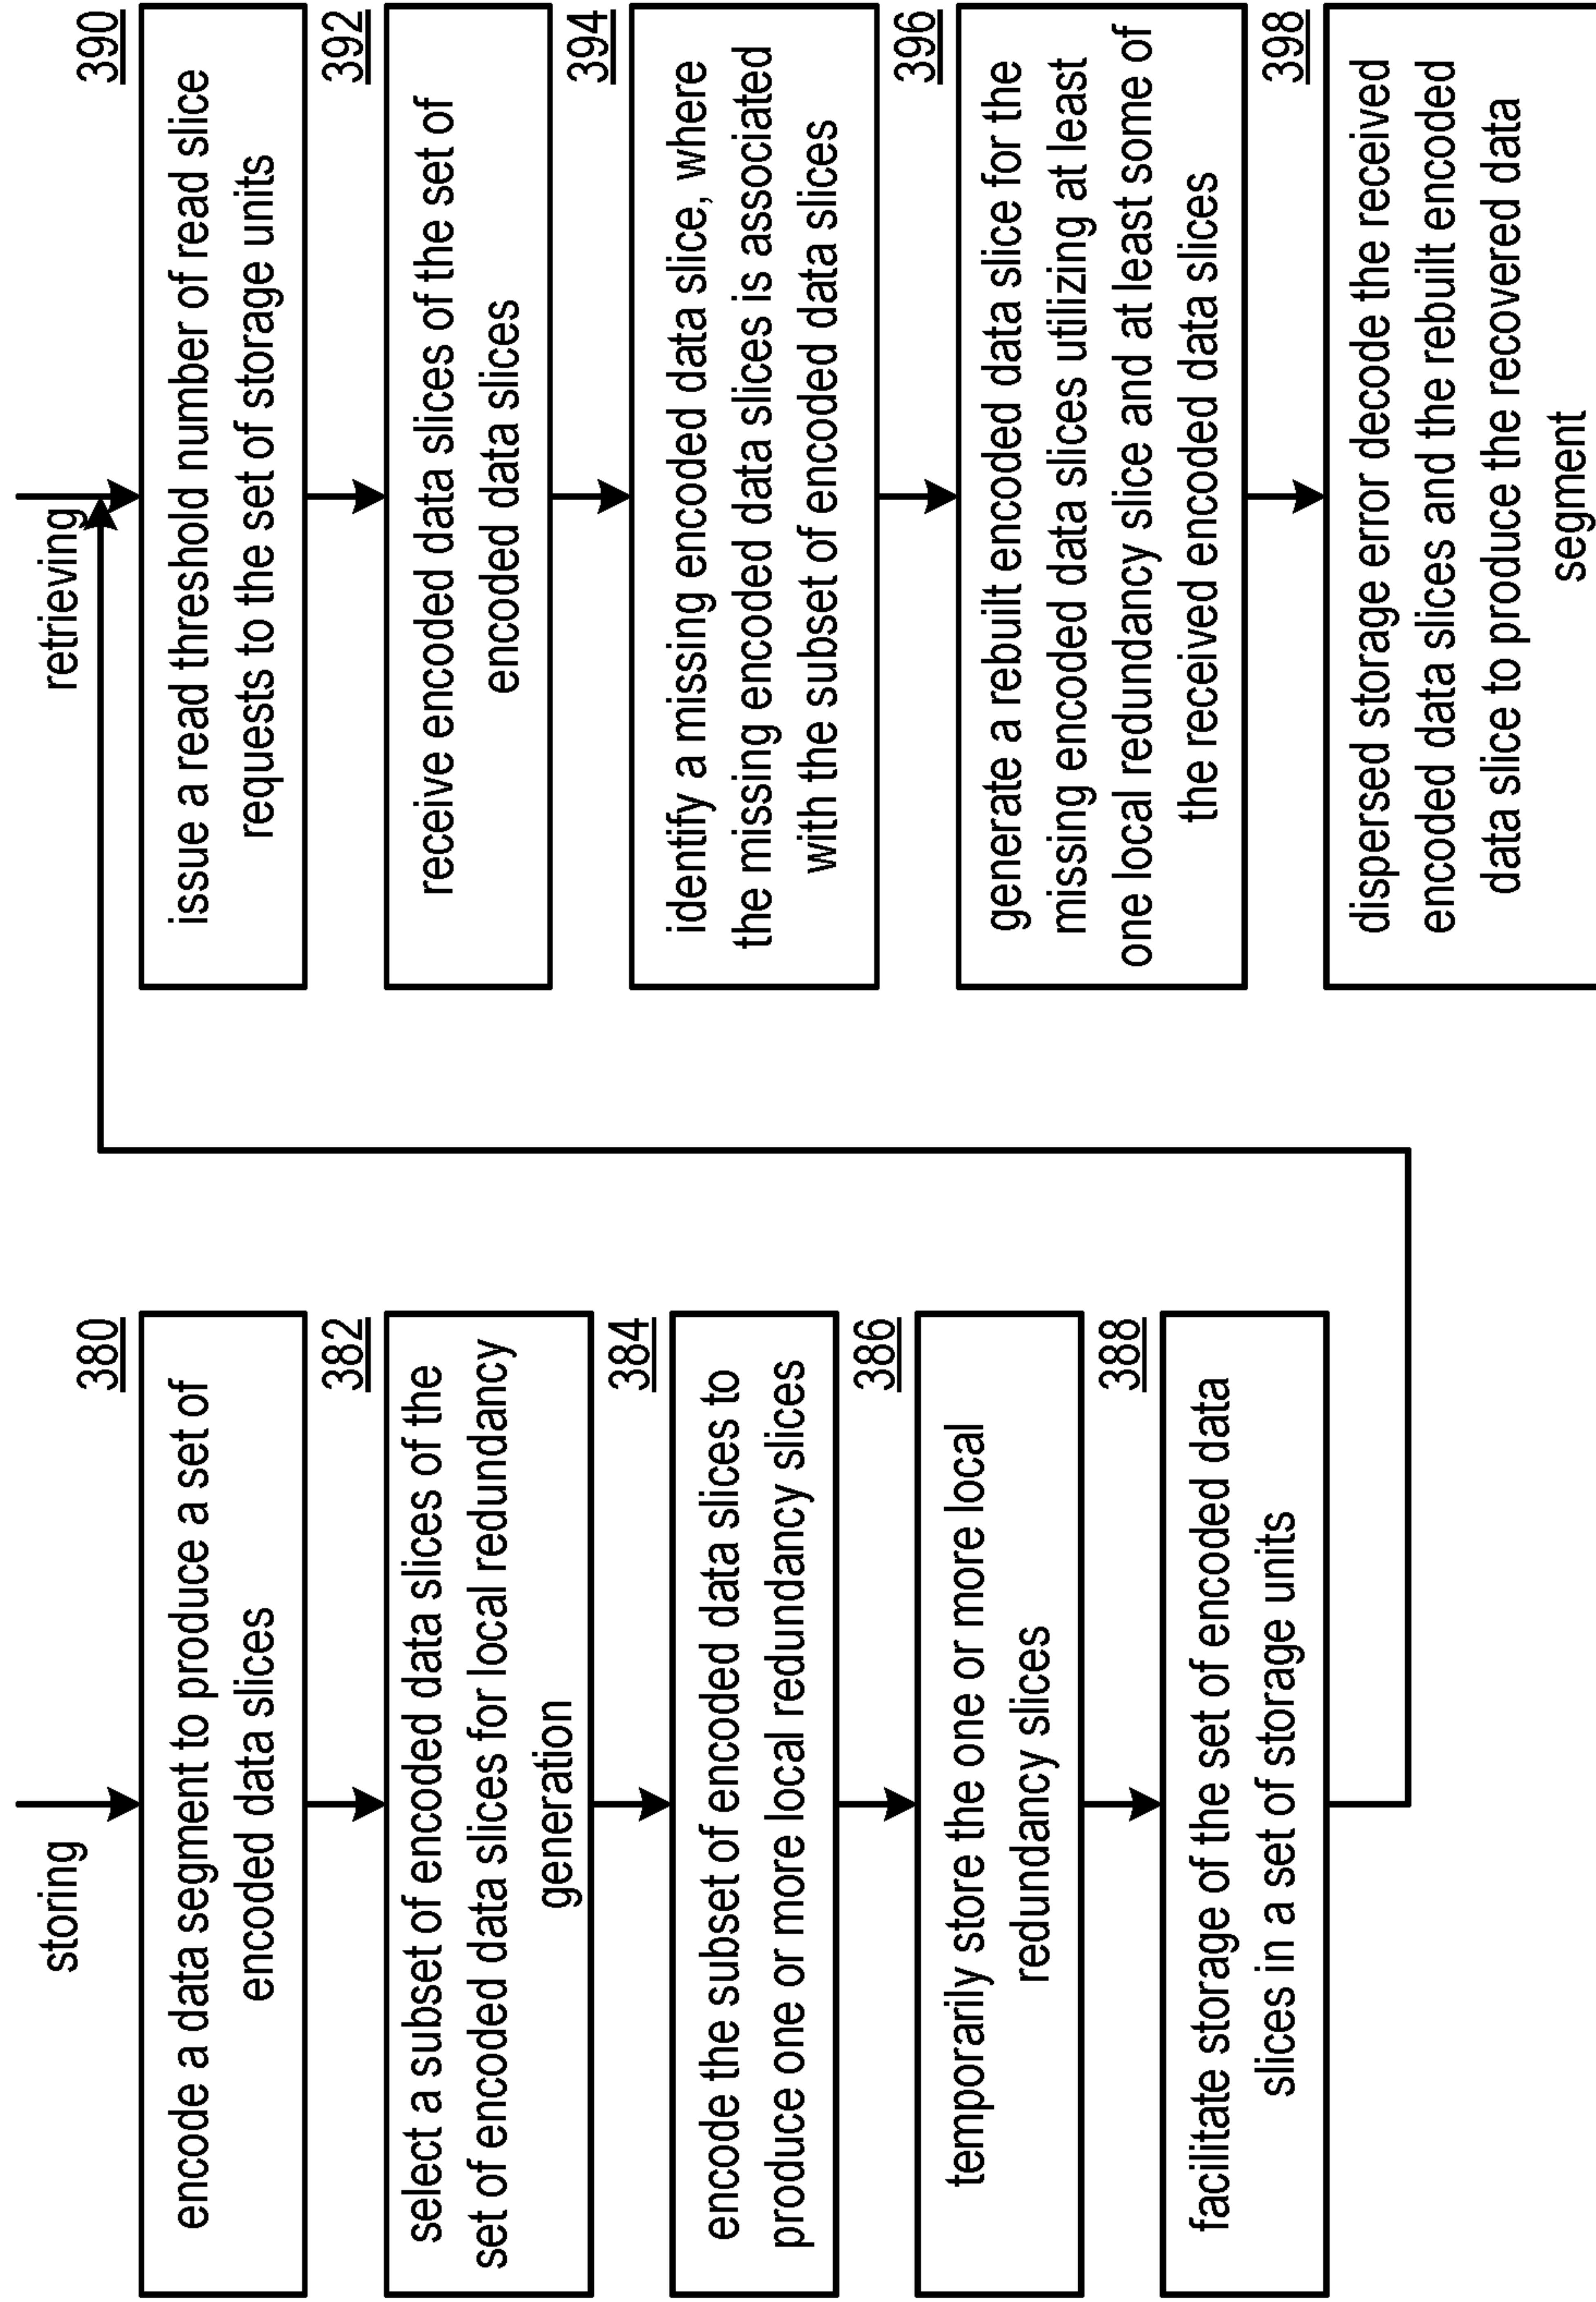 storing
380
encode a data segment to produce a set of
encoded data slices
382
select a subset of encoded data slices of the
set of encoded data slices for local redundancy
generation
384
encode the subset of encoded data slices to
produce one or more local redundancy slices
386
temporarily store the one or more local
redundancy slices
388
facilitate storage of the set of encoded data
slices in a set of storage units
retrieving
390
issue a read threshold number of read slice
requests to the set of storage units
392
receive encoded data slices of the set of
encoded data slices
394
identify a missing encoded data slice, where
the missing encoded data slices is associated
with the subset of encoded data slices
396
generate a rebuilt encoded data slice for the
missing encoded data slices utilizing at least
one local redundancy slice and at least some of
the received encoded data slices
398
dispersed storage error decode the received
encoded data slices and the rebuilt encoded
data slice to produce the recovered data
segment